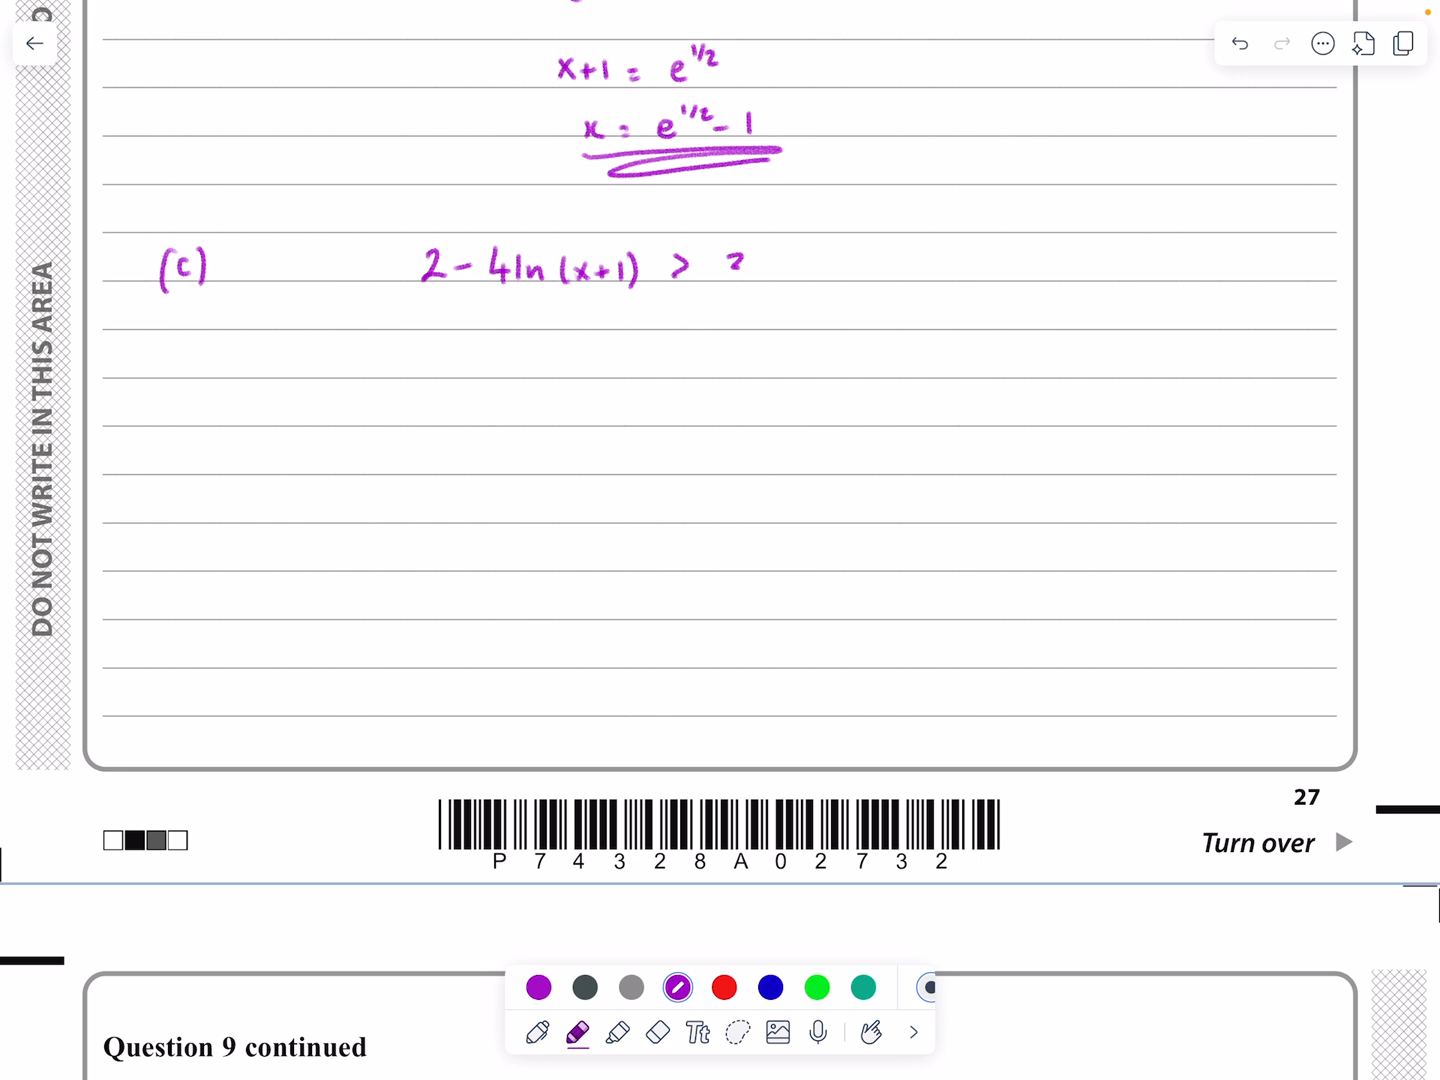 x+1 = e^{1/2}
x = e^{1/2} - 1
(c) 2 - 4ln(x+1) >
DO NOT WRITE IN THIS AREA
27
P 7 4 3 2 8 A 0 2 7 3 2
Turn over
Question 9 continued
Tt